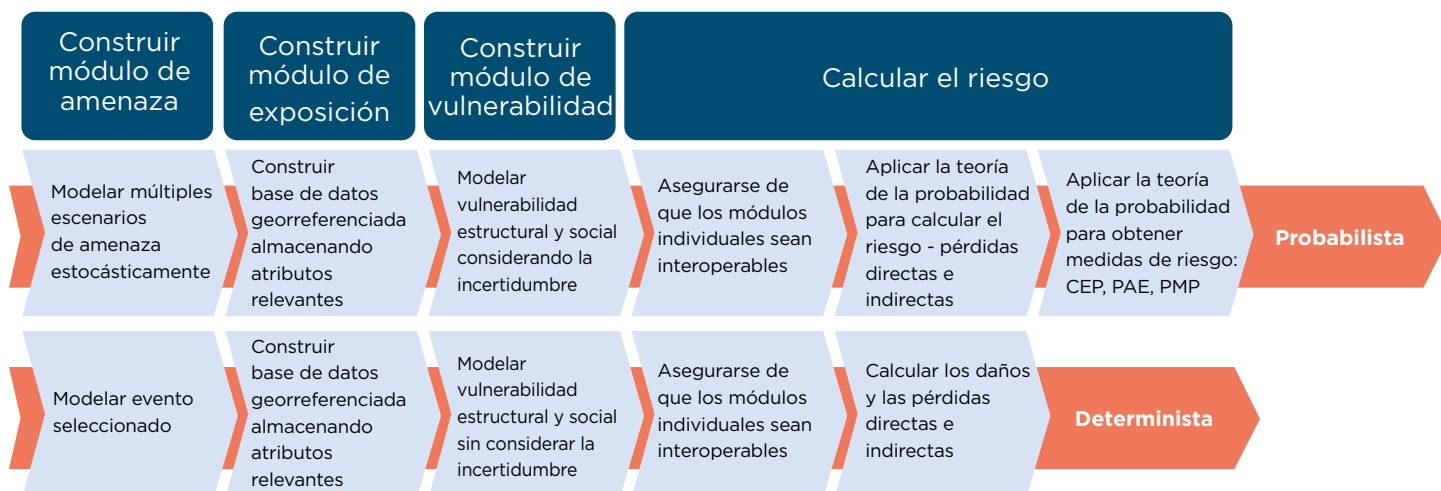 Construir
módulo de
amenaza
Construir
módulo de
exposición
Construir
módulo de
vulnerabilidad
Calcular el riesgo
Modelar múltiples
escenarios
de amenaza
estocásticamente
Construir
base de datos
georreferenciada
almacenando
atributos
relevantes
Modelar
vulnerabilidad
estructural y social
considerando la
incertidumbre
Asegurarse de
que los módulos
individuales sean
interoperables
Aplicar la teoría
de la probabilidad
para calcular el
riesgo - pérdidas
directas e
indirectas
Aplicar la teoría
de la probabilidad
para obtener
medidas de riesgo:
CEP, PAE, PMP
Probabilista
Modelar evento
seleccionado
Construir
base de datos
georreferenciada
almacenando
atributos
relevantes
Modelar
vulnerabilidad
estructural y social
sin considerar la
incertidumbre
Asegurarse de
que los módulos
individuales sean
interoperables
Calcular los daños
y las pérdidas
directas e
indirectas
Determinista